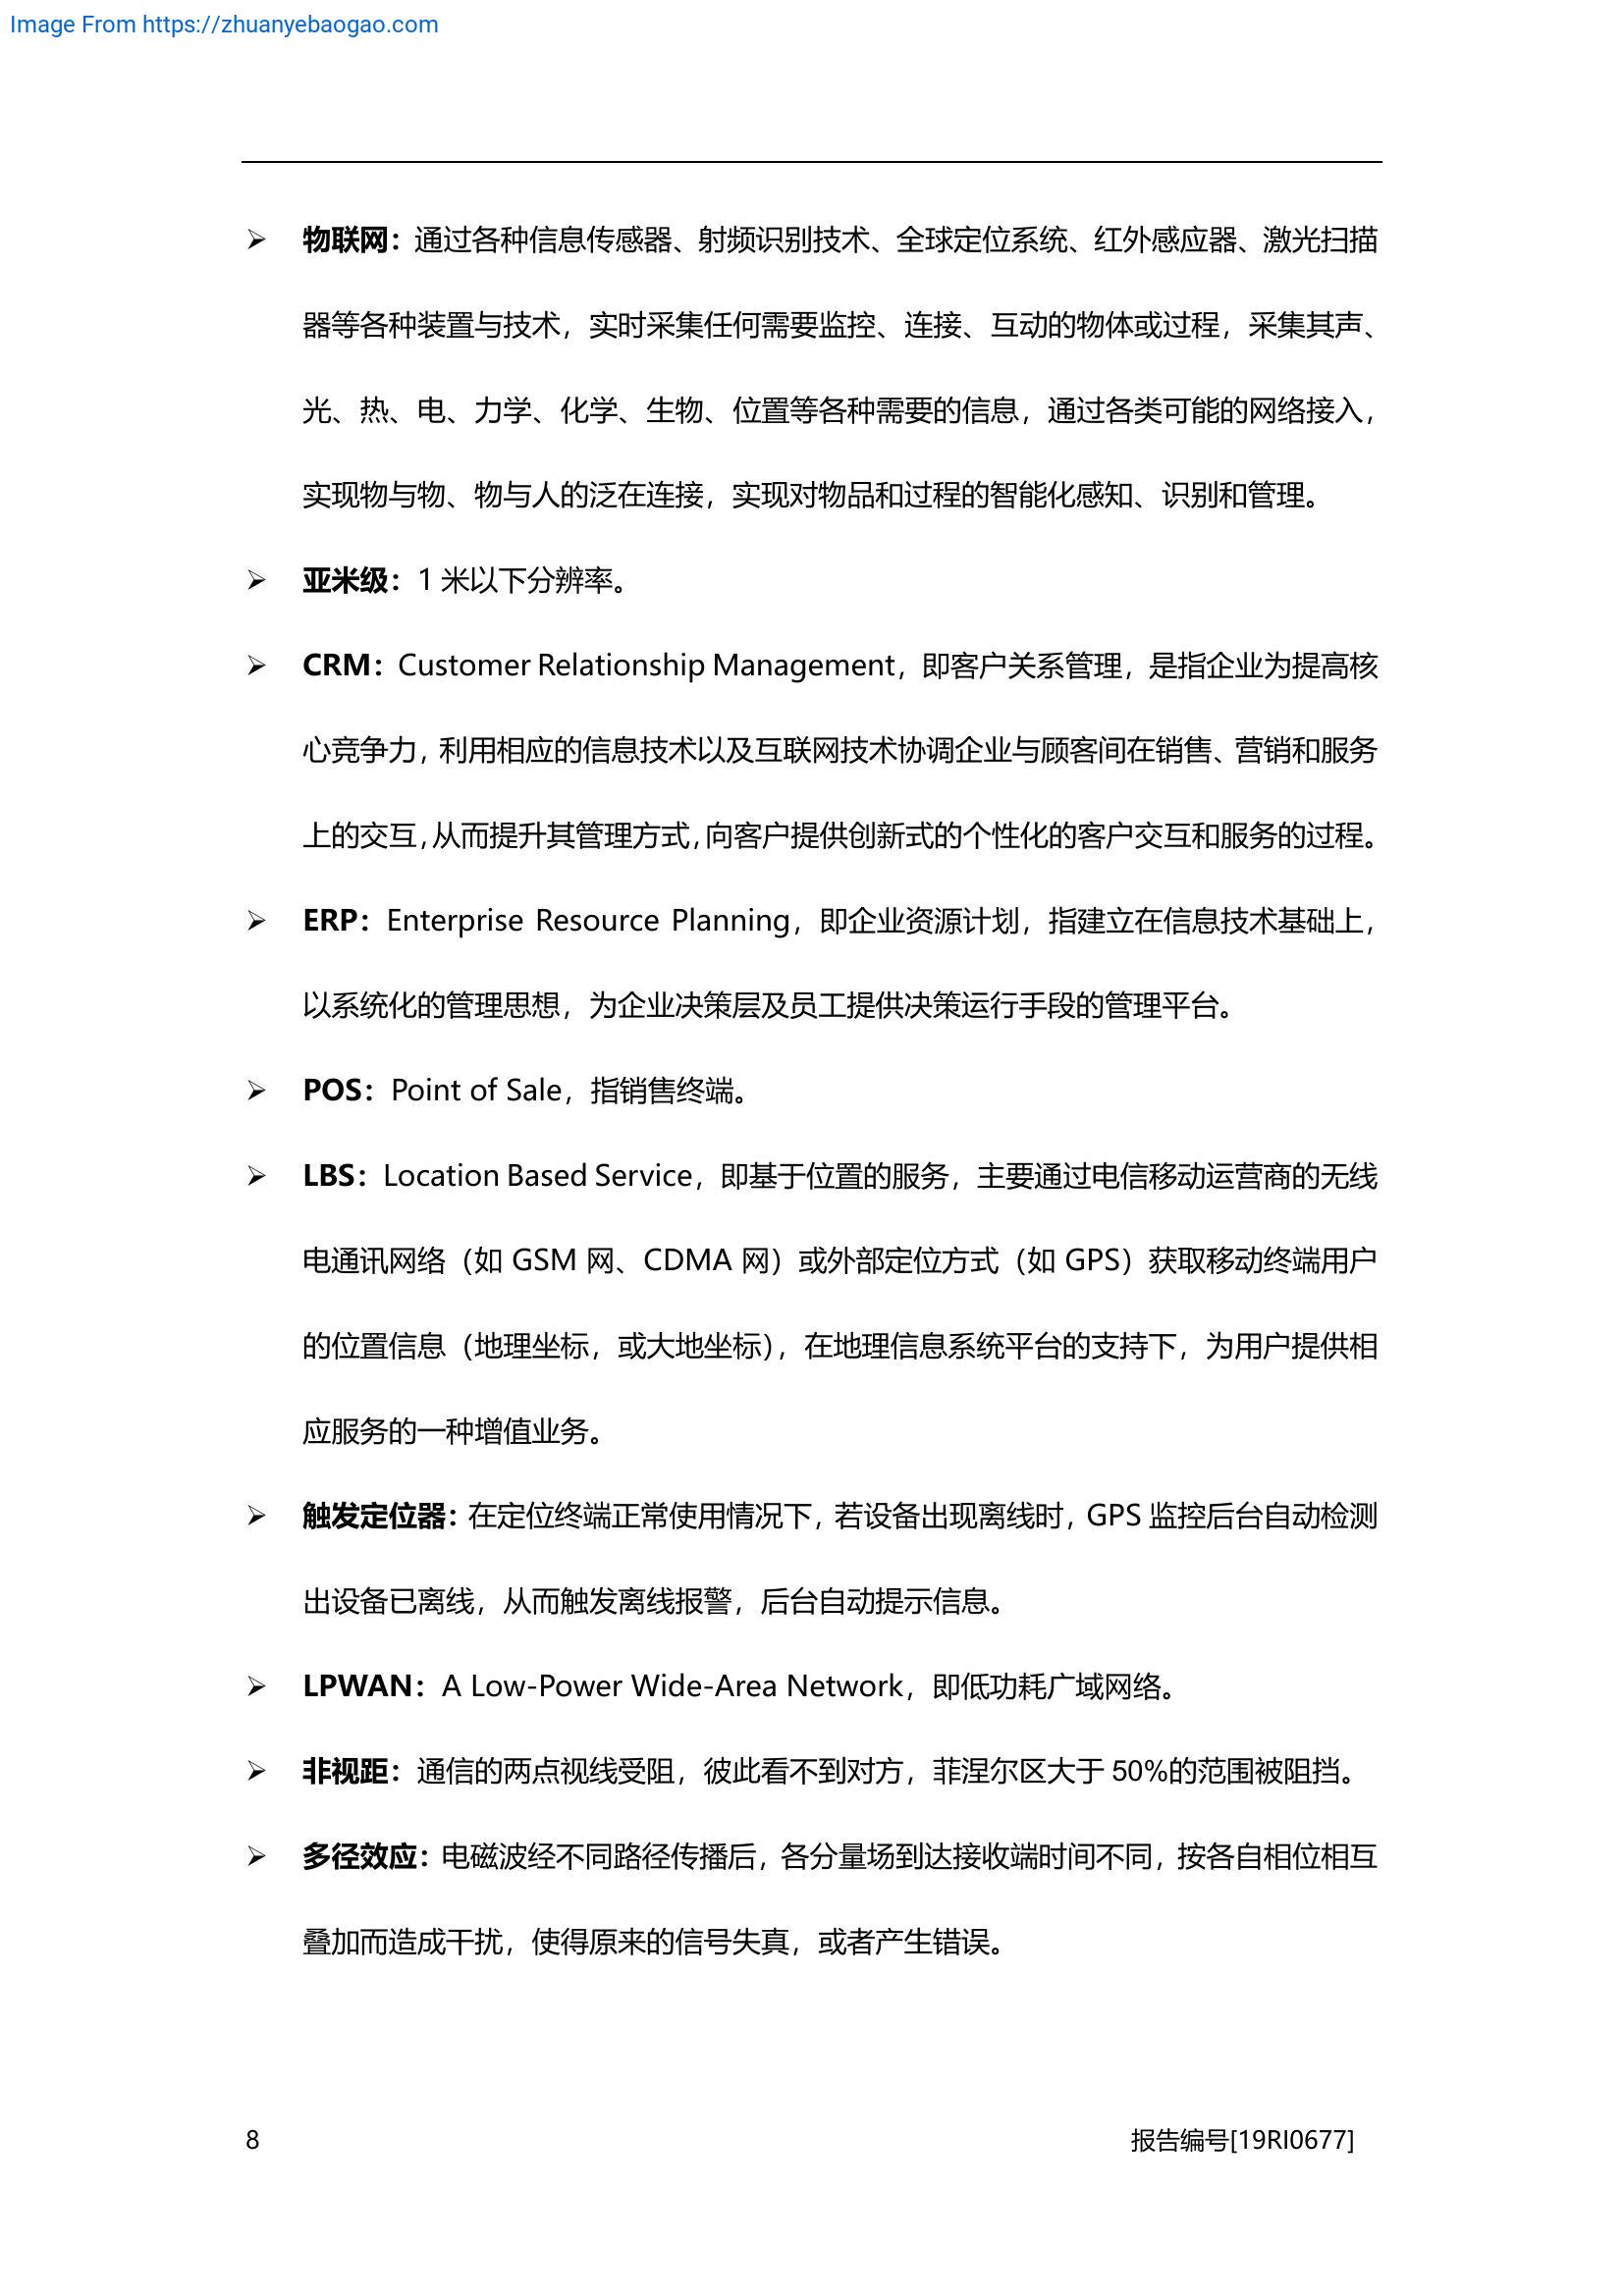 Image From https://zhuanyebaogao.com
➢ 物联网：通过各种信息传感器、射频识别技术、全球定位系统、红外感应器、激光扫描
器等各种装置与技术，实时采集任何需要监控、连接、互动的物体或过程，采集其声、
光、热、电、力学、化学、生物、位置等各种需要的信息，通过各类可能的网络接入，
实现物与物、物与人的泛在连接，实现对物品和过程的智能化感知、识别和管理。
➢ 亚米级：1 米以下分辨率。
➢ CRM：Customer Relationship Management，即客户关系管理，是指企业为提高核
心竞争力，利用相应的信息技术以及互联网技术协调企业与顾客间在销售、营销和服务
上的交互，从而提升其管理方式，向客户提供创新式的个性化的客户交互和服务的过程。
➢ ERP：Enterprise Resource Planning，即企业资源计划，指建立在信息技术基础上，
以系统化的管理思想，为企业决策层及员工提供决策运行手段的管理平台。
➢ POS：Point of Sale，指销售终端。
➢ LBS：Location Based Service，即基于位置的服务，主要通过电信移动运营商的无线
电通讯网络（如 GSM 网、CDMA 网）或外部定位方式（如 GPS）获取移动终端用户
的位置信息（地理坐标，或大地坐标），在地理信息系统平台的支持下，为用户提供相
应服务的一种增值业务。
➢ 触发定位器：在定位终端正常使用情况下，若设备出现离线时，GPS 监控后台自动检测
出设备已离线，从而触发离线报警，后台自动提示信息。
➢ LPWAN：A Low-Power Wide-Area Network，即低功耗广域网络。
➢ 非视距：通信的两点视线受阻，彼此看不到对方，菲涅尔区大于 50%的范围被阻挡。
➢ 多径效应：电磁波经不同路径传播后，各分量场到达接收端时间不同，按各自相位相互
叠加而造成干扰，使得原来的信号失真，或者产生错误。
8 报告编号[19RI0677]